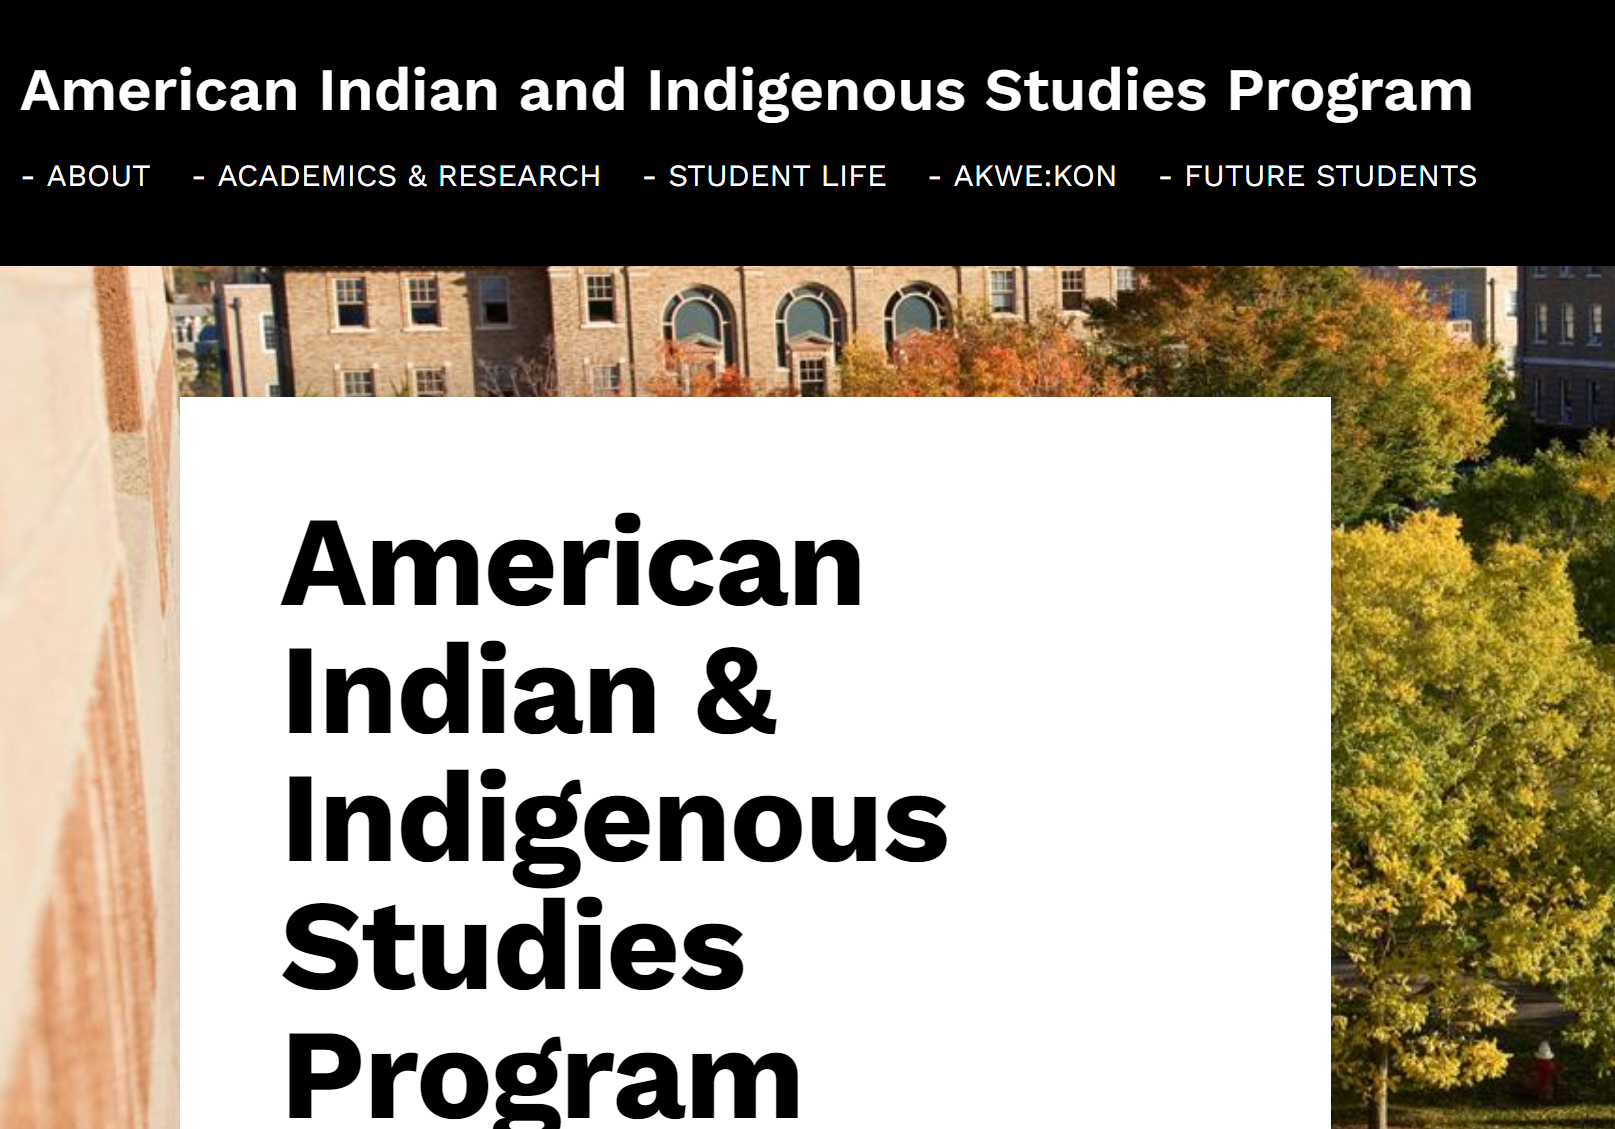 American Indian and Indigenous Studies Program
- ABOUT - ACADEMICS & RESEARCH - STUDENT LIFE - AKWE:KON - FUTURE STUDENTS
American
Indian &
Indigenous
Studies
Program